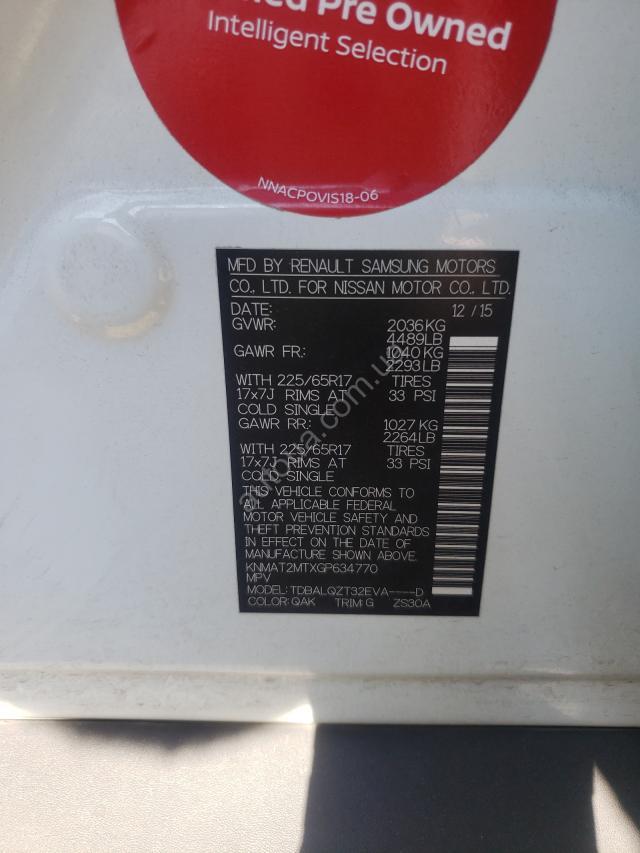 Pre Owned
Intelligent Selection
NNACPOVIS18-06
MFD BY RENAULT SAMSUNG MOTORS
CO., LTD. FOR NISSAN MOTOR CO., LTD.
DATE: 12 / 15
GVWR: 2036KG
4489LB
GAWR FR: 1040 KG
2293LB
WITH 225/65R17 TIRES
17x7J RIMS AT 33 PSI
COLD SINGLE
GAWR RR: 1027 KG
2264LB
WITH 225/65R17 TIRES
17x7J RIMS AT 33 PSI
COLD SINGLE
THIS VEHICLE CONFORMS TO
ALL APPLICABLE FEDERAL
MOTOR VEHICLE SAFETY AND
THEFT PREVENTION STANDARDS
IN EFFECT ON THE DATE OF
MANUFACTURE SHOWN ABOVE.
KNMAT2MTXGP634770
MPV
MODEL: TDBALQZT32EVA----D
COLOR: QAK TRIM: G ZS30A